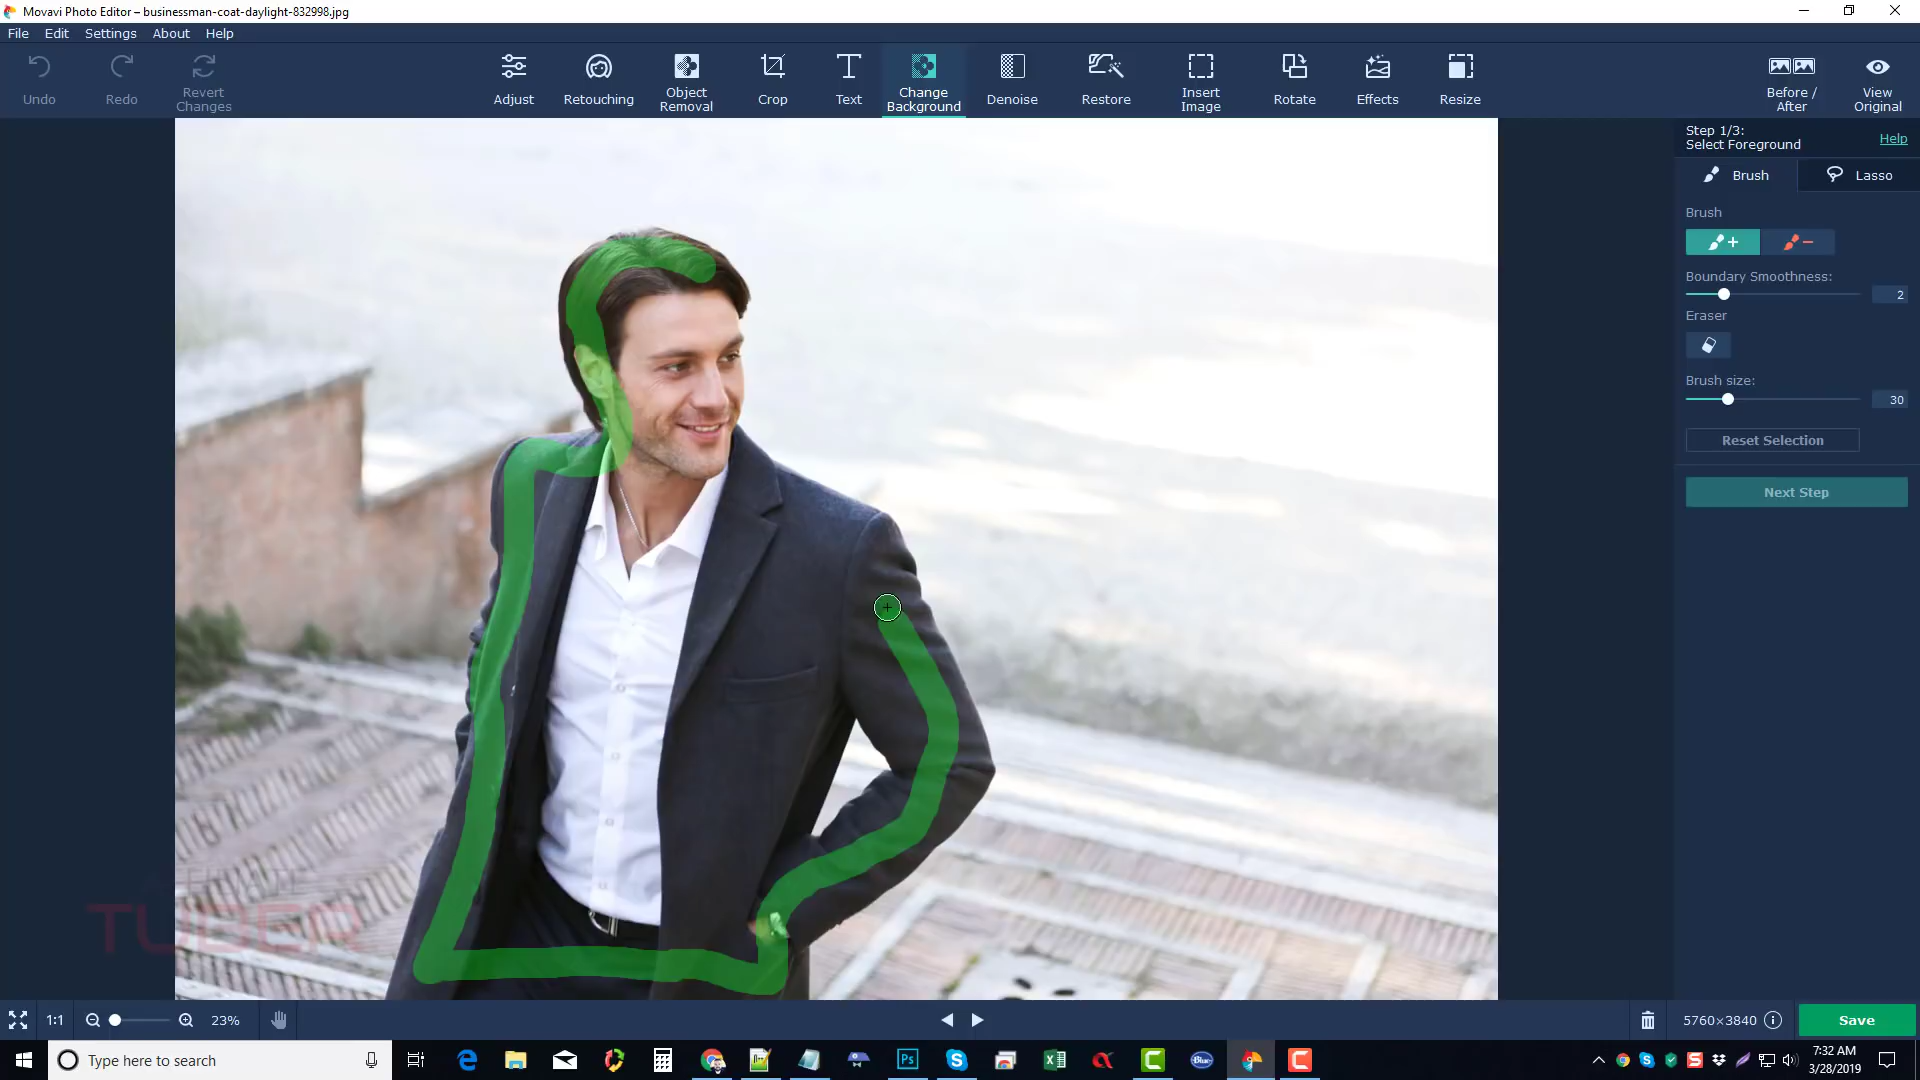 Movavi Photo Editor – businessman-coat-daylight-832998.jpg
File Edit Settings About Help
Undo Redo Revert Changes Adjust Retouching Object Removal Crop Text Change Background Denoise Restore Insert Image Rotate Effects Resize Before / After View Original
Step 1/3:
Select Foreground
Help
Brush Lasso
Brush
Boundary Smoothness:
2
Eraser
Brush size:
30
Reset Selection
Next Step
TUBER
1:1 23% 5760×3840 Save
Type here to search
7:32 AM
3/28/2019